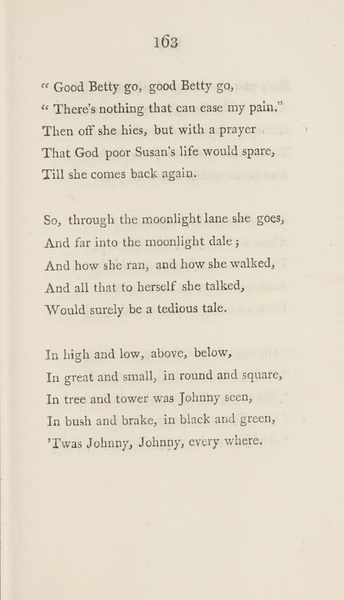 163
“ Good Betty go, good Betty go,
“ There's nothing that can ease my pain.”
Then off she hies, but with a prayer
That God poor Susan's life would spare,
Till she comes back again.
So, through the moonlight lane she goes,
And far into the moonlight dale ;
And how she ran, and how she walked,
And all that to herself she talked,
Would surely be a tedious tale.
In high and low, above, below,
In great and small, in round and square,
In tree and tower was Johnny seen,
In bush and brake, in black and green,
'Twas Johnny, Johnny, every where.